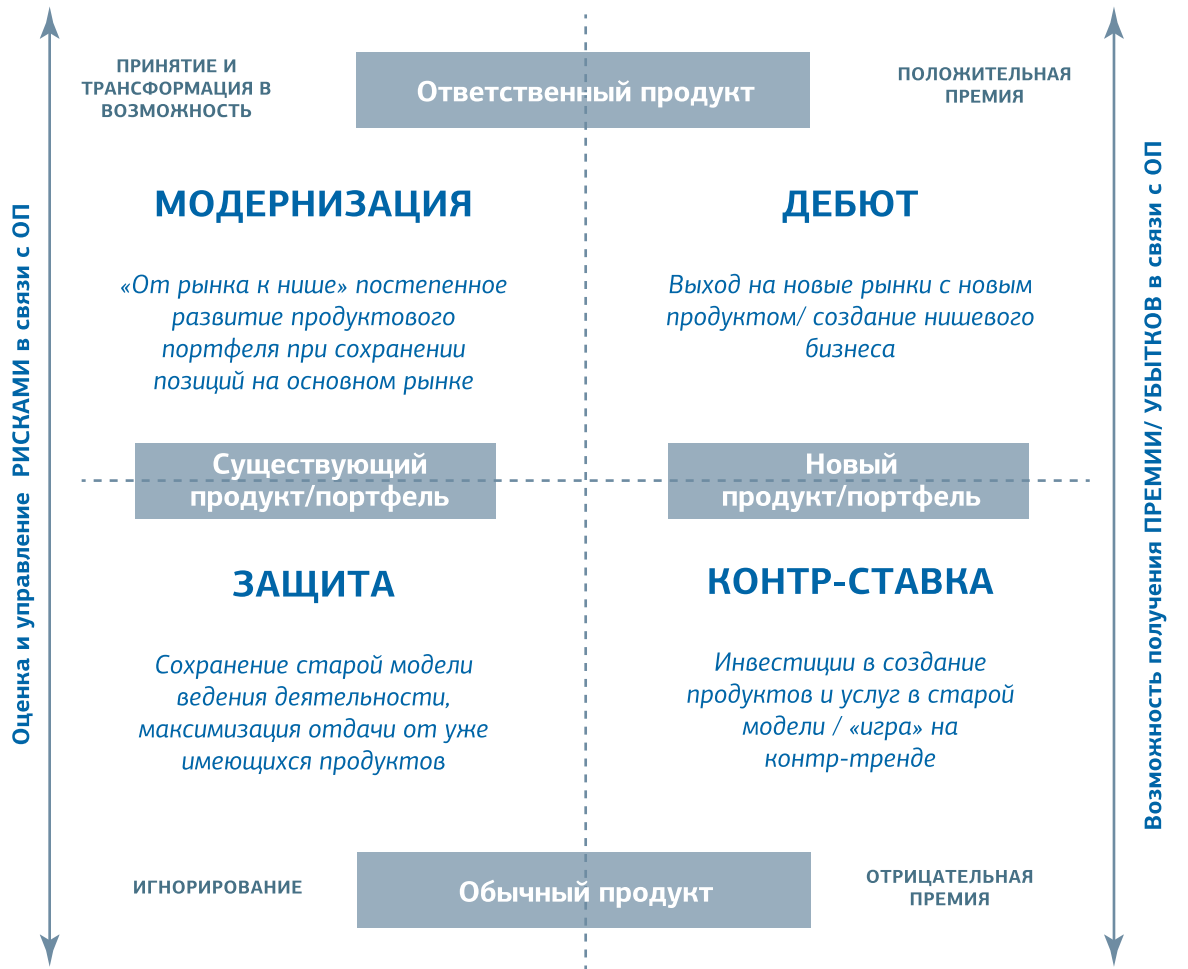 ПРИНЯТИЕ И
ТРАНСФОРМАЦИЯ В
ВОЗМОЖНОСТЬ
Ответственный продукт
ПОЛОЖИТЕЛЬНАЯ
ПРЕМИЯ
МОДЕРНИЗАЦИЯ
«От рынка к нише» постепенное
развитие продуктового
портфеля при сохранении
позиций на основном рынке
ДЕБЮТ
Выход на новые рынки с новым
продуктом/ создание нишевого
бизнеса
Оценка и управление РИСКАМИ в связи с ОП
Возможность получения ПРЕМИИ/ УБЫТКОВ в связи с ОП
Существующий
продукт/портфель
Новый
продукт/портфель
ЗАЩИТА
Сохранение старой модели
ведения деятельности,
максимизация отдачи от уже
имеющихся продуктов
КОНТР-СТАВКА
Инвестиции в создание
продуктов и услуг в старой
модели / «игра» на
контр-тренде
ИГНОРИРОВАНИЕ
Обычный продукт
ОТРИЦАТЕЛЬНАЯ
ПРЕМИЯ